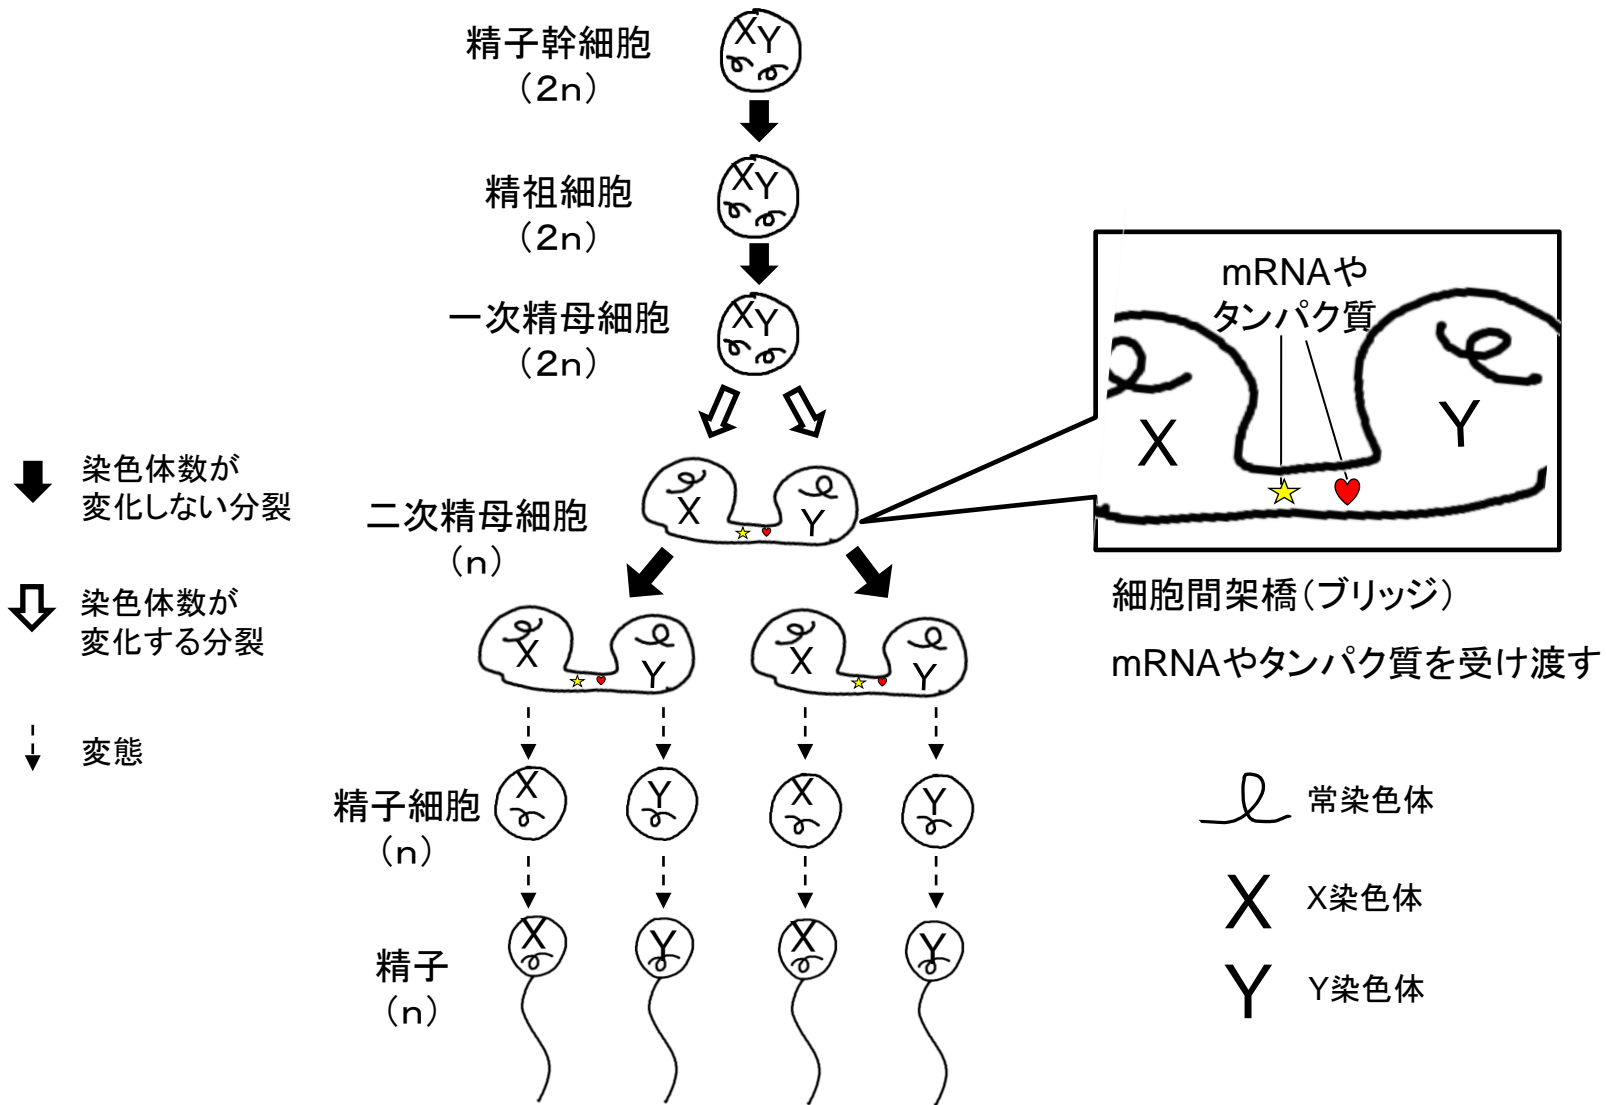 精子幹細胞
（2n）
X Y
精祖細胞
（2n）
X Y
一次精母細胞
（2n）
X Y
mRNAや
タンパク質
X
Y
染色体数が
変化しない分裂
二次精母細胞
（n）
X
Y
染色体数が
変化する分裂
細胞間架橋（ブリッジ）
mRNAやタンパク質を受け渡す
X Y X Y
変態
精子細胞
（n）
X Y X Y
常染色体
X X染色体
精子
（n）
X Y X Y
Y Y染色体